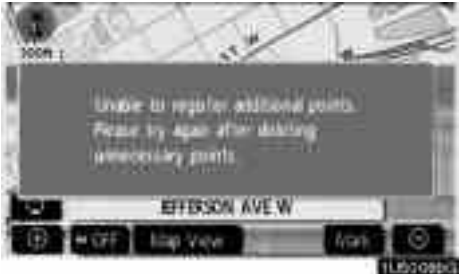 Unable to register additional points.
Please try again after deleting
unnecessary points.
JEFFERSON AVE W
OFF Map View Mark